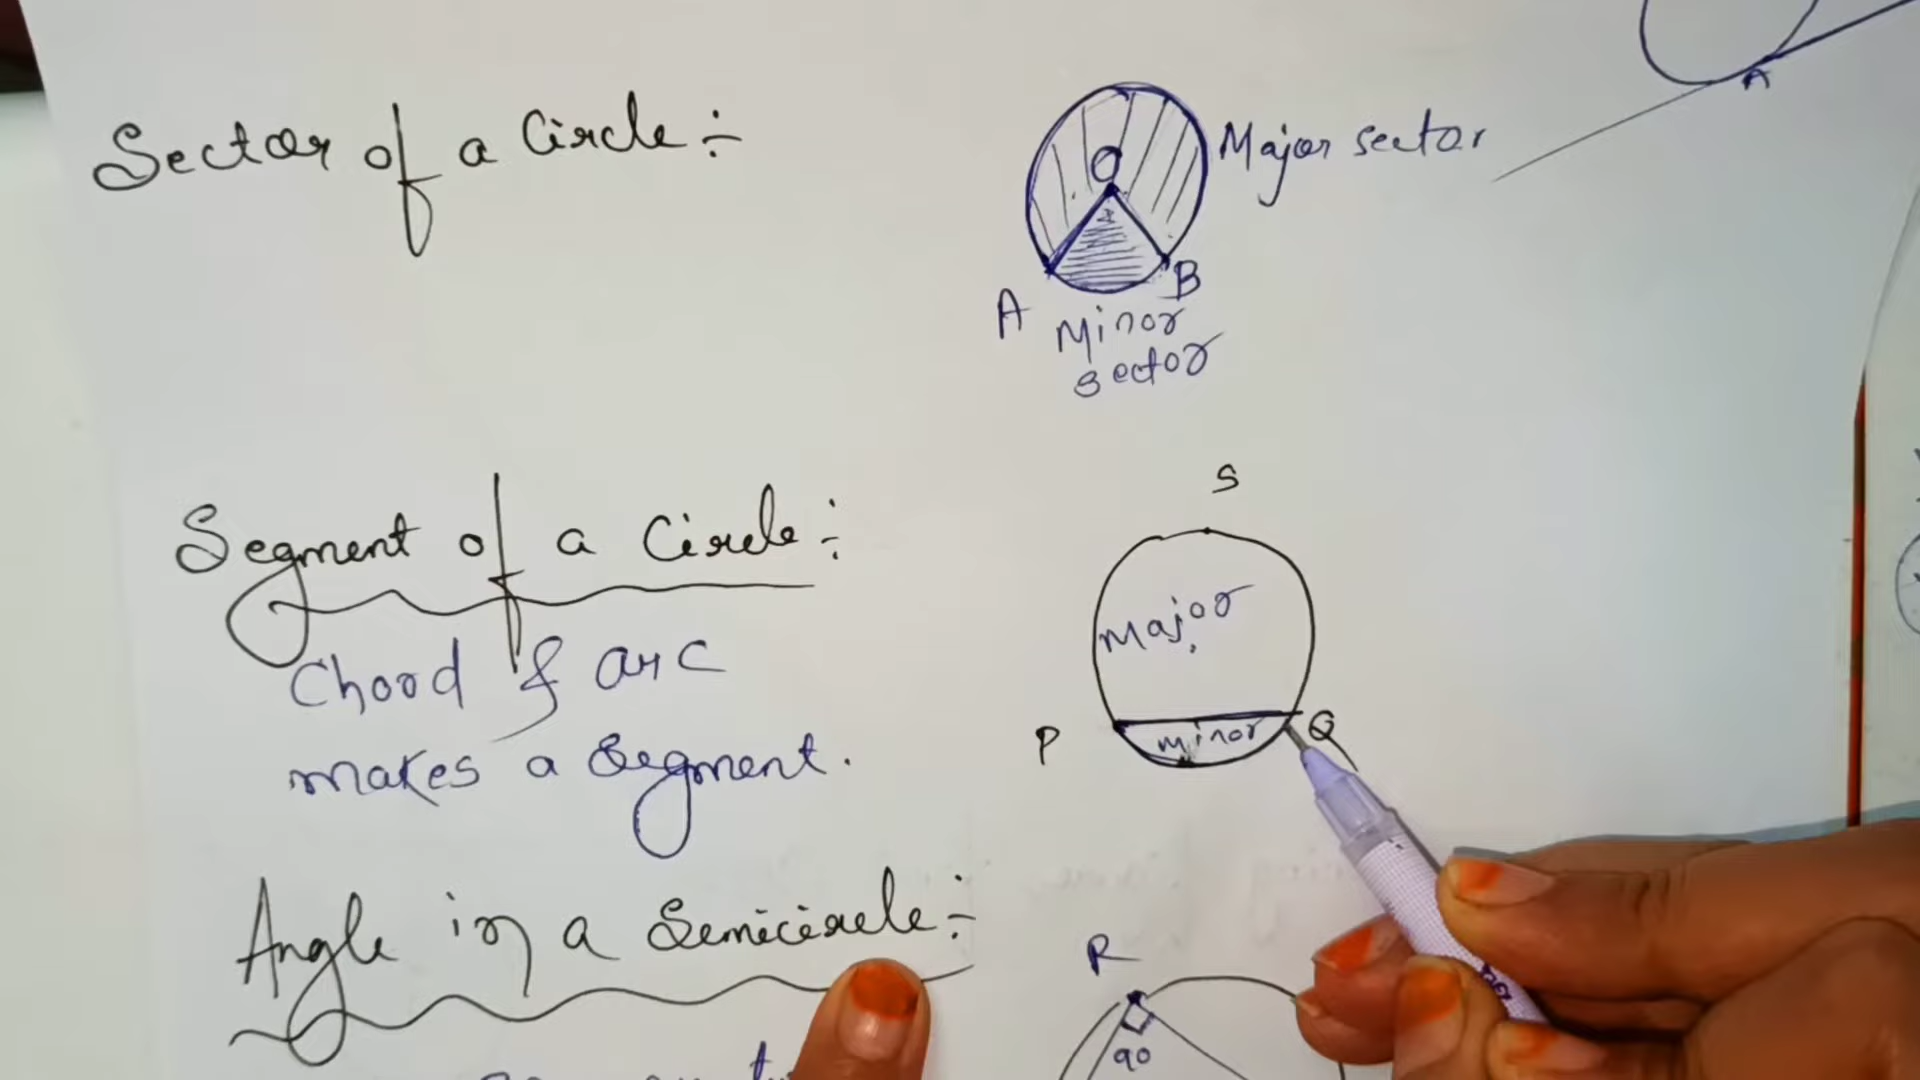 Sector of a Circle :-
A
O
Major sector
A
B
Minor
sector
Segment of a Circle :-
Chord & arc
makes a segment.
S
Major
P
minor
Q
Angle in a Semicircle :-
R
90